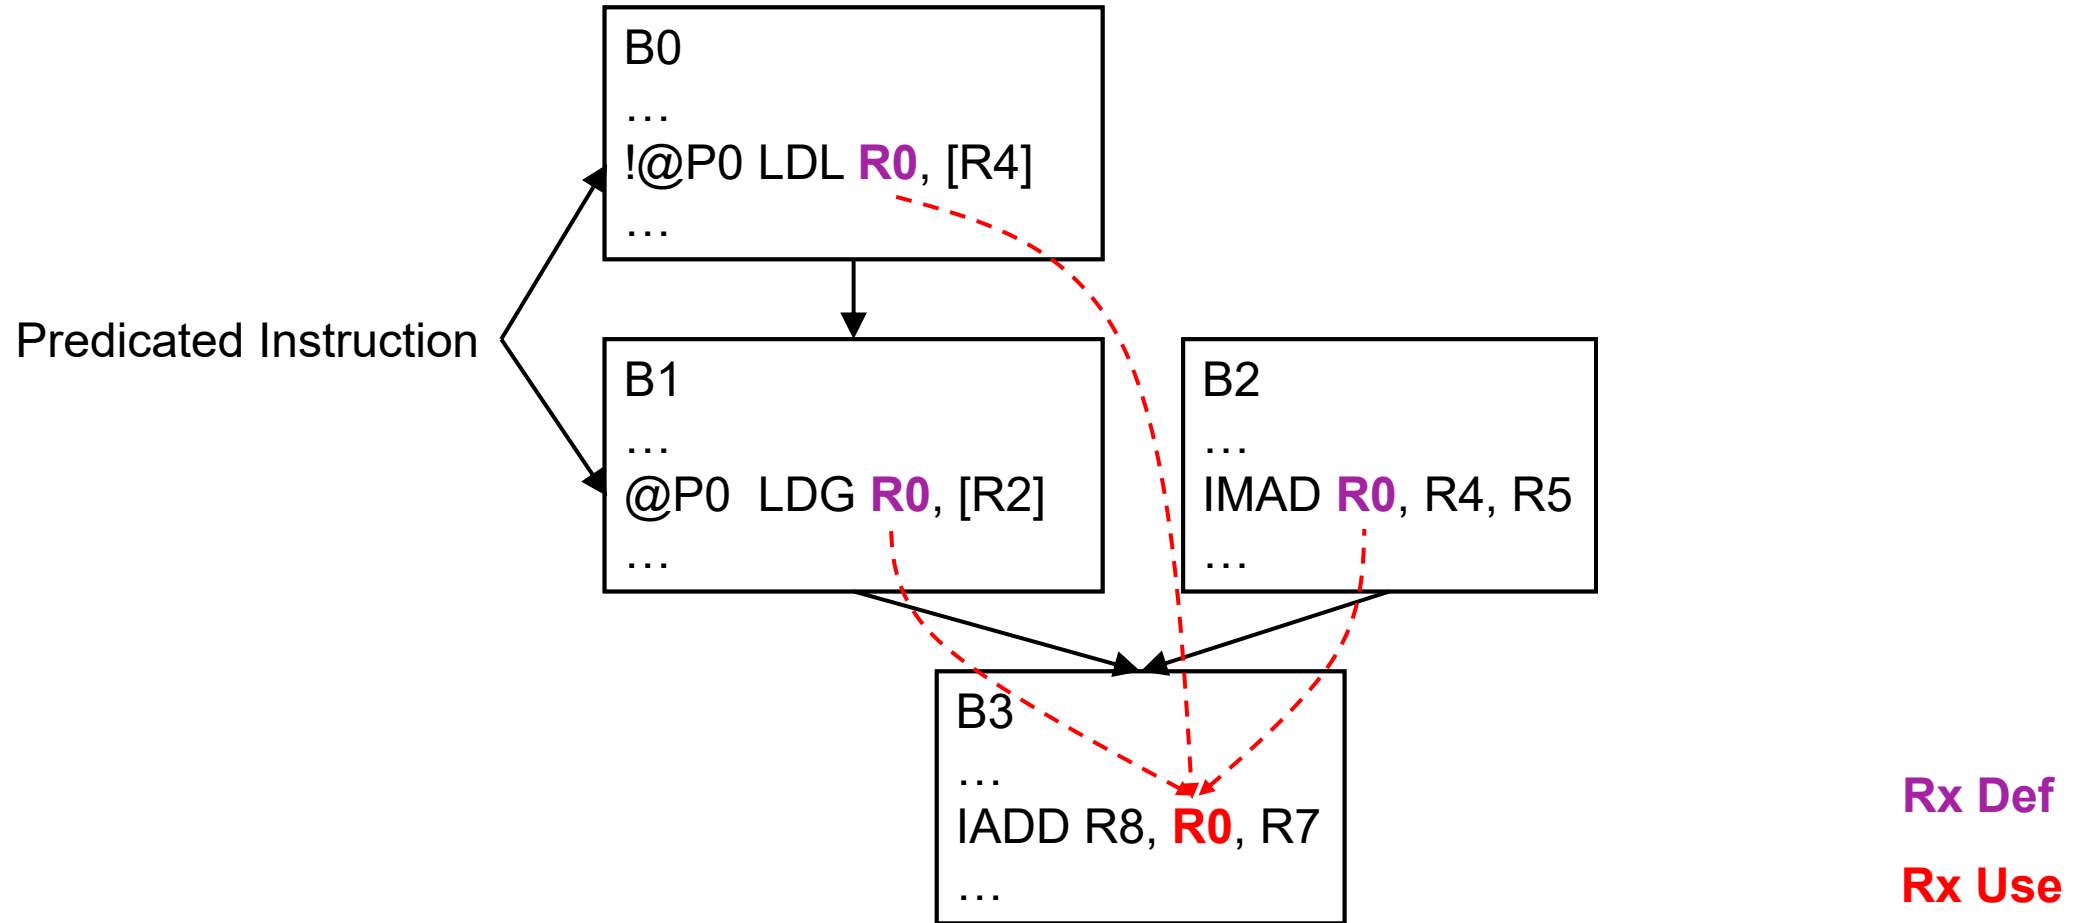 B0
…
!@P0 LDL R0, [R4]
…
Predicated Instruction
B1
…
@P0 LDG R0, [R2]
…
B2
…
IMAD R0, R4, R5
…
B3
…
IADD R8, R0, R7
…
Rx Def
Rx Use